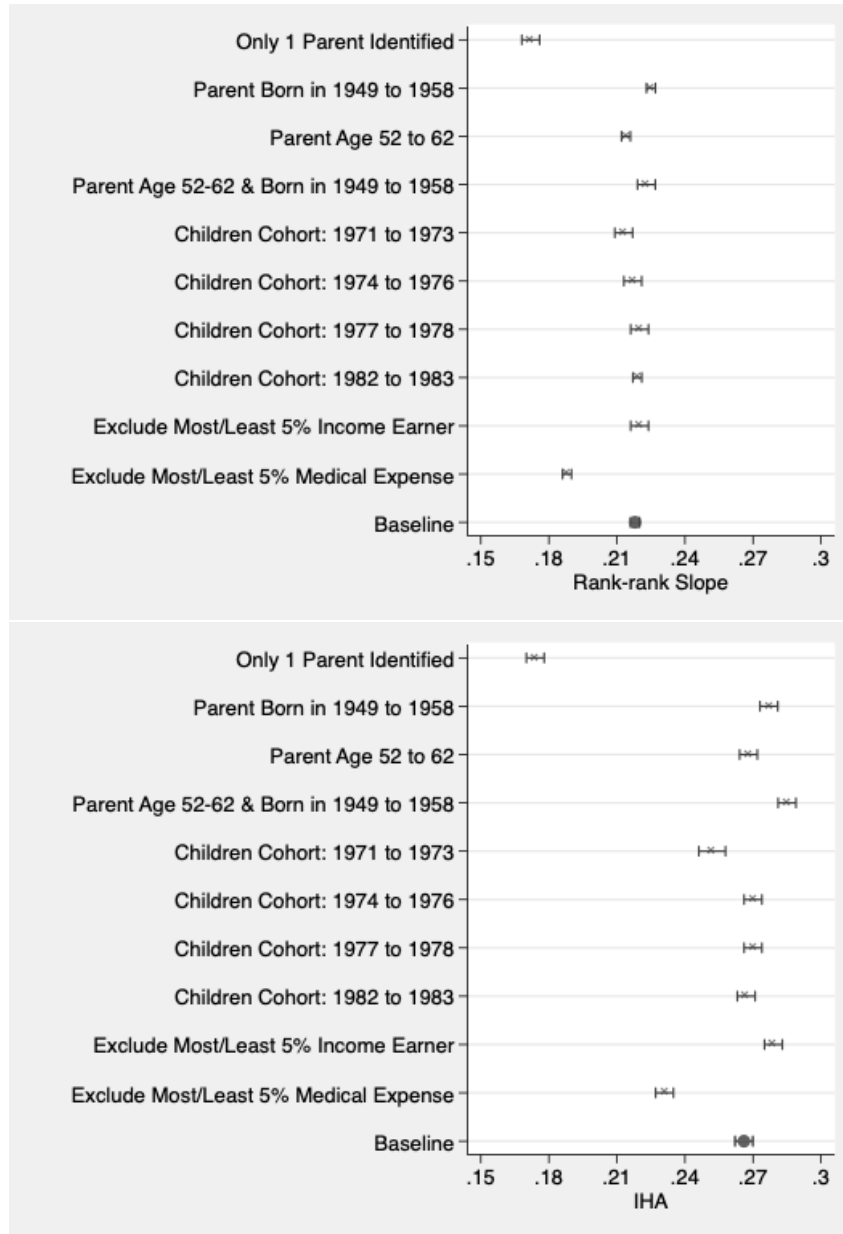 Only 1 Parent Identified
Parent Born in 1949 to 1958
Parent Age 52 to 62
Parent Age 52-62 & Born in 1949 to 1958
Children Cohort: 1971 to 1973
Children Cohort: 1974 to 1976
Children Cohort: 1977 to 1978
Children Cohort: 1982 to 1983
Exclude Most/Least 5% Income Earner
Exclude Most/Least 5% Medical Expense
Baseline
.15 .18 .21 .24 .27 .3
Rank-rank Slope
Only 1 Parent Identified
Parent Born in 1949 to 1958
Parent Age 52 to 62
Parent Age 52-62 & Born in 1949 to 1958
Children Cohort: 1971 to 1973
Children Cohort: 1974 to 1976
Children Cohort: 1977 to 1978
Children Cohort: 1982 to 1983
Exclude Most/Least 5% Income Earner
Exclude Most/Least 5% Medical Expense
Baseline
.15 .18 .21 .24 .27 .3
IHA